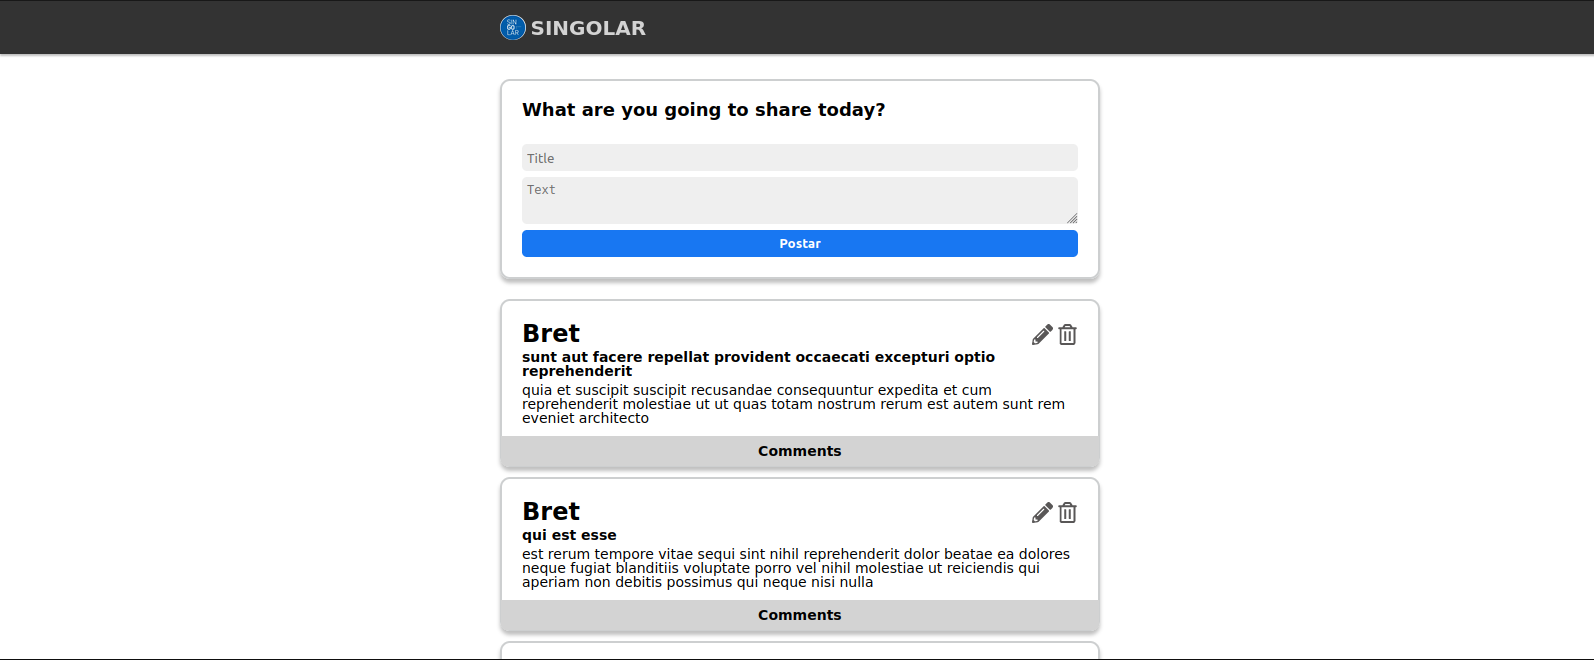 SIN
GO
LAR
SINGOLAR
What are you going to share today?
Title
Text
Postar
Bret
sunt aut facere repellat provident occaecati excepturi optio
reprehenderit
quia et suscipit suscipit recusandae consequuntur expedita et cum
reprehenderit molestiae ut ut quas totam nostrum rerum est autem sunt rem
eveniet architecto
Comments
Bret
qui est esse
est rerum tempore vitae sequi sint nihil reprehenderit dolor beatae ea dolores
neque fugiat blanditiis voluptate porro vel nihil molestiae ut reiciendis qui
aperiam non debitis possimus qui neque nisi nulla
Comments